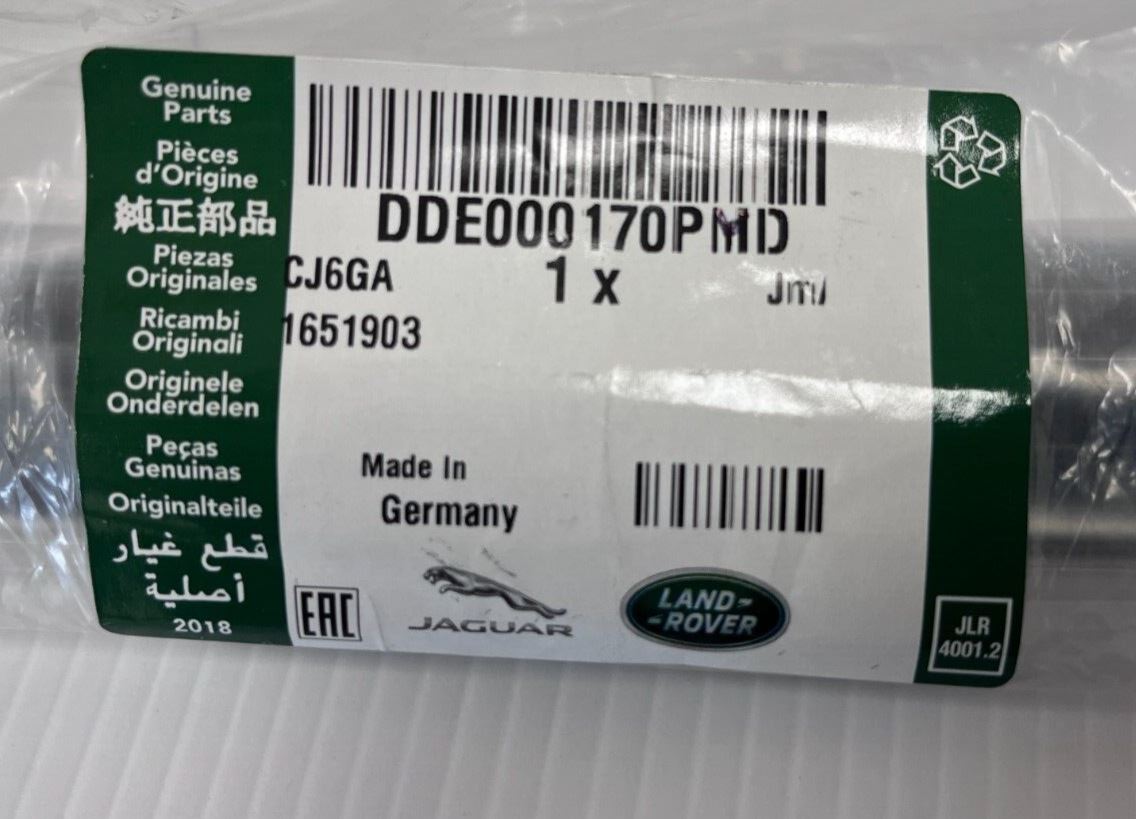 Genuine
Parts
Pièces
d'Origine
純正部品
Piezas
Originales
Ricambi
Originali
Originele
Onderdelen
Peças
Genuínas
Originalteile
قطع غيار
أصلية
2018
DDE000170PMD
CJ6GA
1 x
1651903
Made In
Germany
EAC
JAGUAR
LAND-
-ROVER
JLR
4001.2